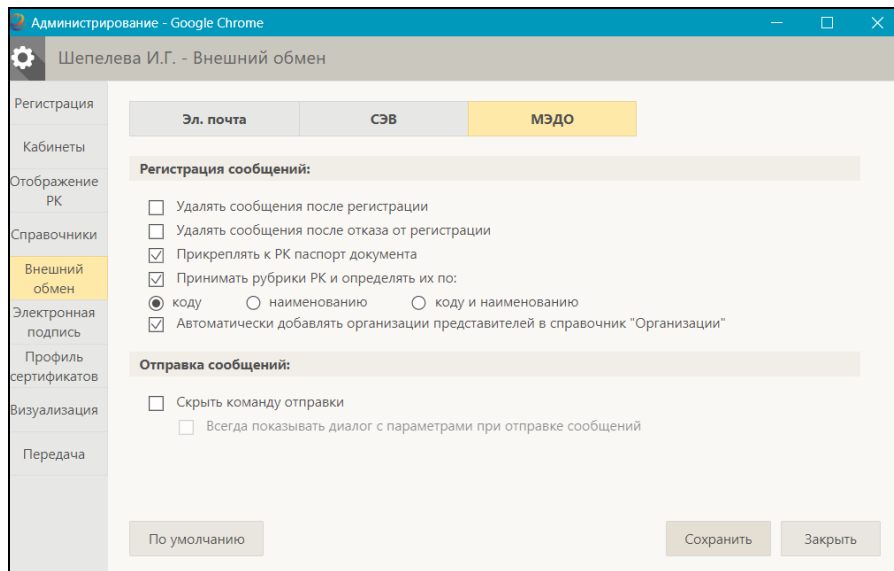 Администрирование - Google Chrome
Шепелева И.Г. - Внешний обмен
Регистрация
Кабинеты
Отображение
РК
Справочники
Внешний
обмен
Электронная
подпись
Профиль
сертификатов
Визуализация
Передача
Эл. почта СЭВ МЭДО
Регистрация сообщений:
Удалять сообщения после регистрации
Удалять сообщения после отказа от регистрации
Прикреплять к РК паспорт документа
Принимать рубрики РК и определять их по:
коду наименованию коду и наименованию
Автоматически добавлять организации представителей в справочник "Организации"
Отправка сообщений:
Скрыть команду отправки
Всегда показывать диалог с параметрами при отправке сообщений
По умолчанию Сохранить Закрыть